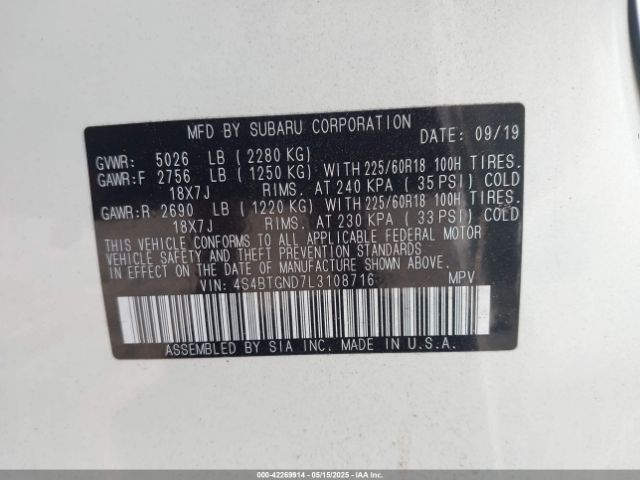 MFD BY SUBARU CORPORATION DATE: 09/19
GVWR: 5026 LB ( 2280 KG)
GAWR:F 2756 LB ( 1250 KG) WITH 225/60R18 100H TIRES.
18X7J RIMS. AT 240 KPA ( 35 PSI) COLD
GAWR:R 2690 LB ( 1220 KG) WITH 225/60R18 100H TIRES.
18X7J RIMS. AT 230 KPA ( 33 PSI) COLD
THIS VEHICLE CONFORMS TO ALL APPLICABLE FEDERAL MOTOR
VEHICLE SAFETY AND THEFT PREVENTION STANDARDS
IN EFFECT ON THE DATE OF MANUFACTURE SHOWN ABOVE.
VIN: 4S4BTGND7L3108716 MPV
ASSEMBLED BY SIA INC. MADE IN U.S.A.
000-42269914 - 05/15/2025 - IAAI.COM